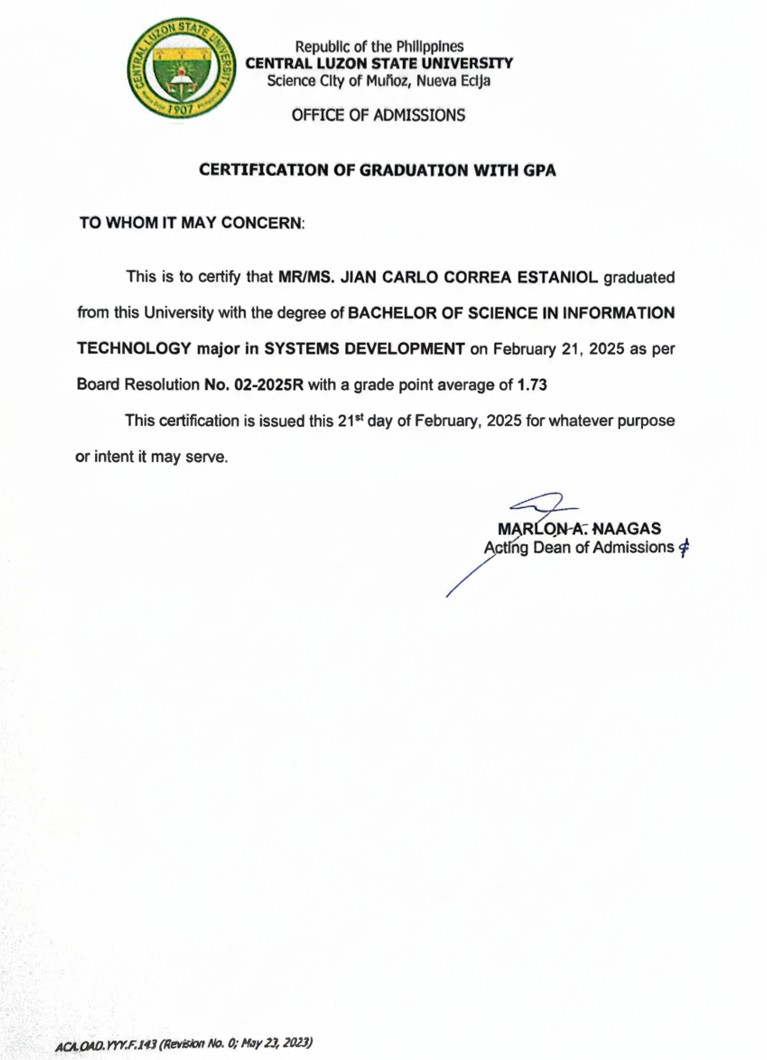 CENTRAL LUZON STATE UNIVERSITY
1907
Republic of the Philippines
CENTRAL LUZON STATE UNIVERSITY
Science City of Muñoz, Nueva Ecija
OFFICE OF ADMISSIONS
CERTIFICATION OF GRADUATION WITH GPA
TO WHOM IT MAY CONCERN:
This is to certify that MR/MS. JIAN CARLO CORREA ESTANIOL graduated
from this University with the degree of BACHELOR OF SCIENCE IN INFORMATION
TECHNOLOGY major in SYSTEMS DEVELOPMENT on February 21, 2025 as per
Board Resolution No. 02-2025R with a grade point average of 1.73
This certification is issued this 21st day of February, 2025 for whatever purpose
or intent it may serve.
MARLON A. NAAGAS
Acting Dean of Admissions
ACA.OAD.YYY.F.143 (Revision No. 0; May 23, 2023)